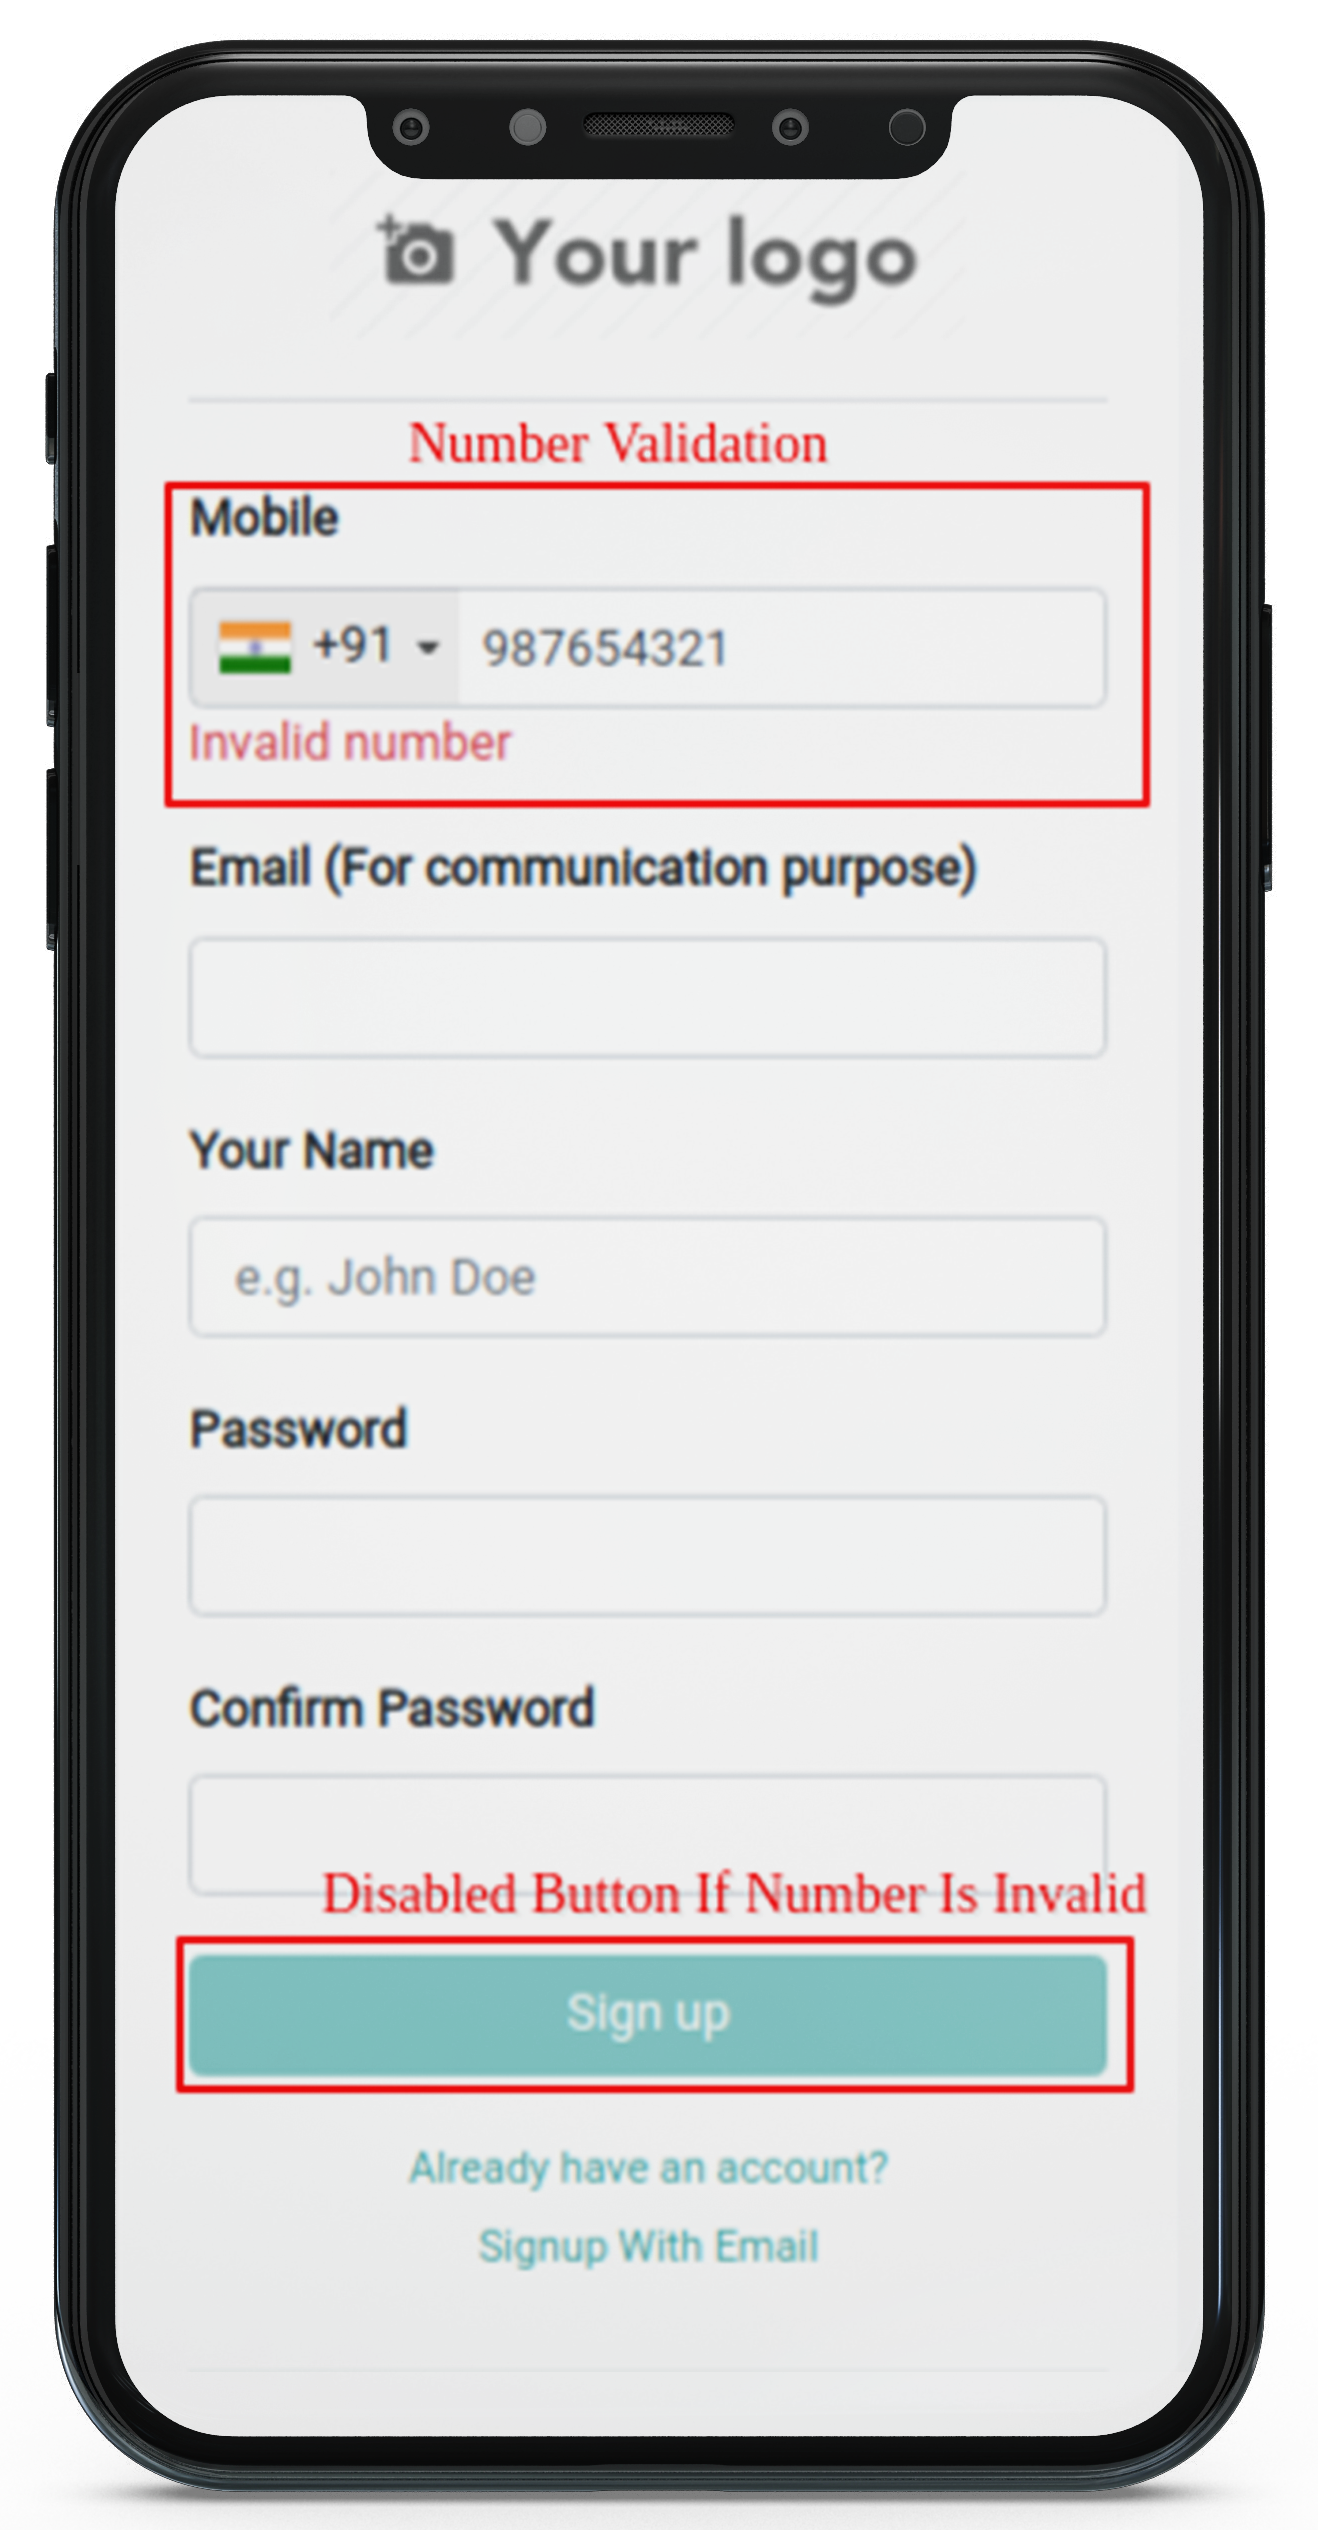 Your logo
Number Validation
Mobile
+91 987654321
Invalid number
Email (For communication purpose)
Your Name
e.g. John Doe
Password
Confirm Password
Disabled Button If Number Is Invalid
Sign up
Already have an account?
Signup With Email